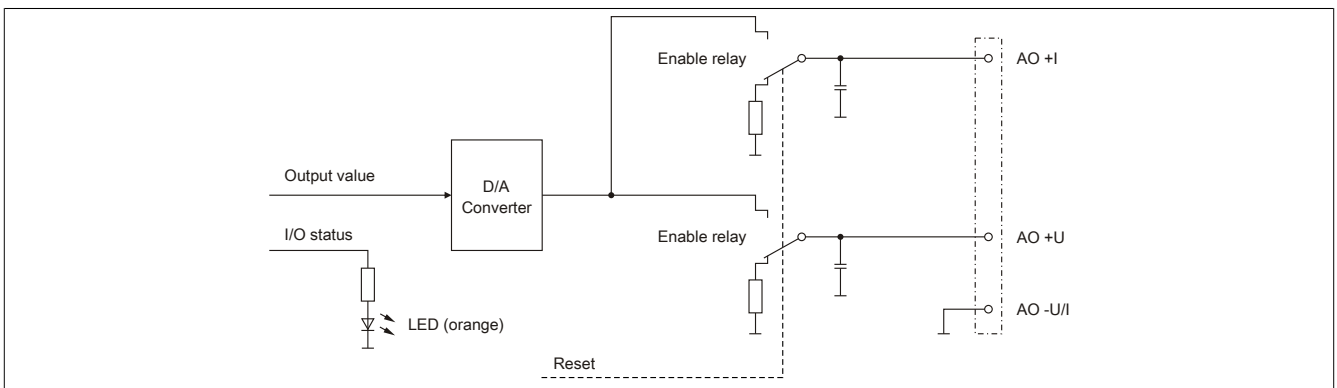 Enable relay
AO +I
Output value
D/A
Converter
I/O status
Enable relay
AO +U
LED (orange)
AO -U/I
Reset